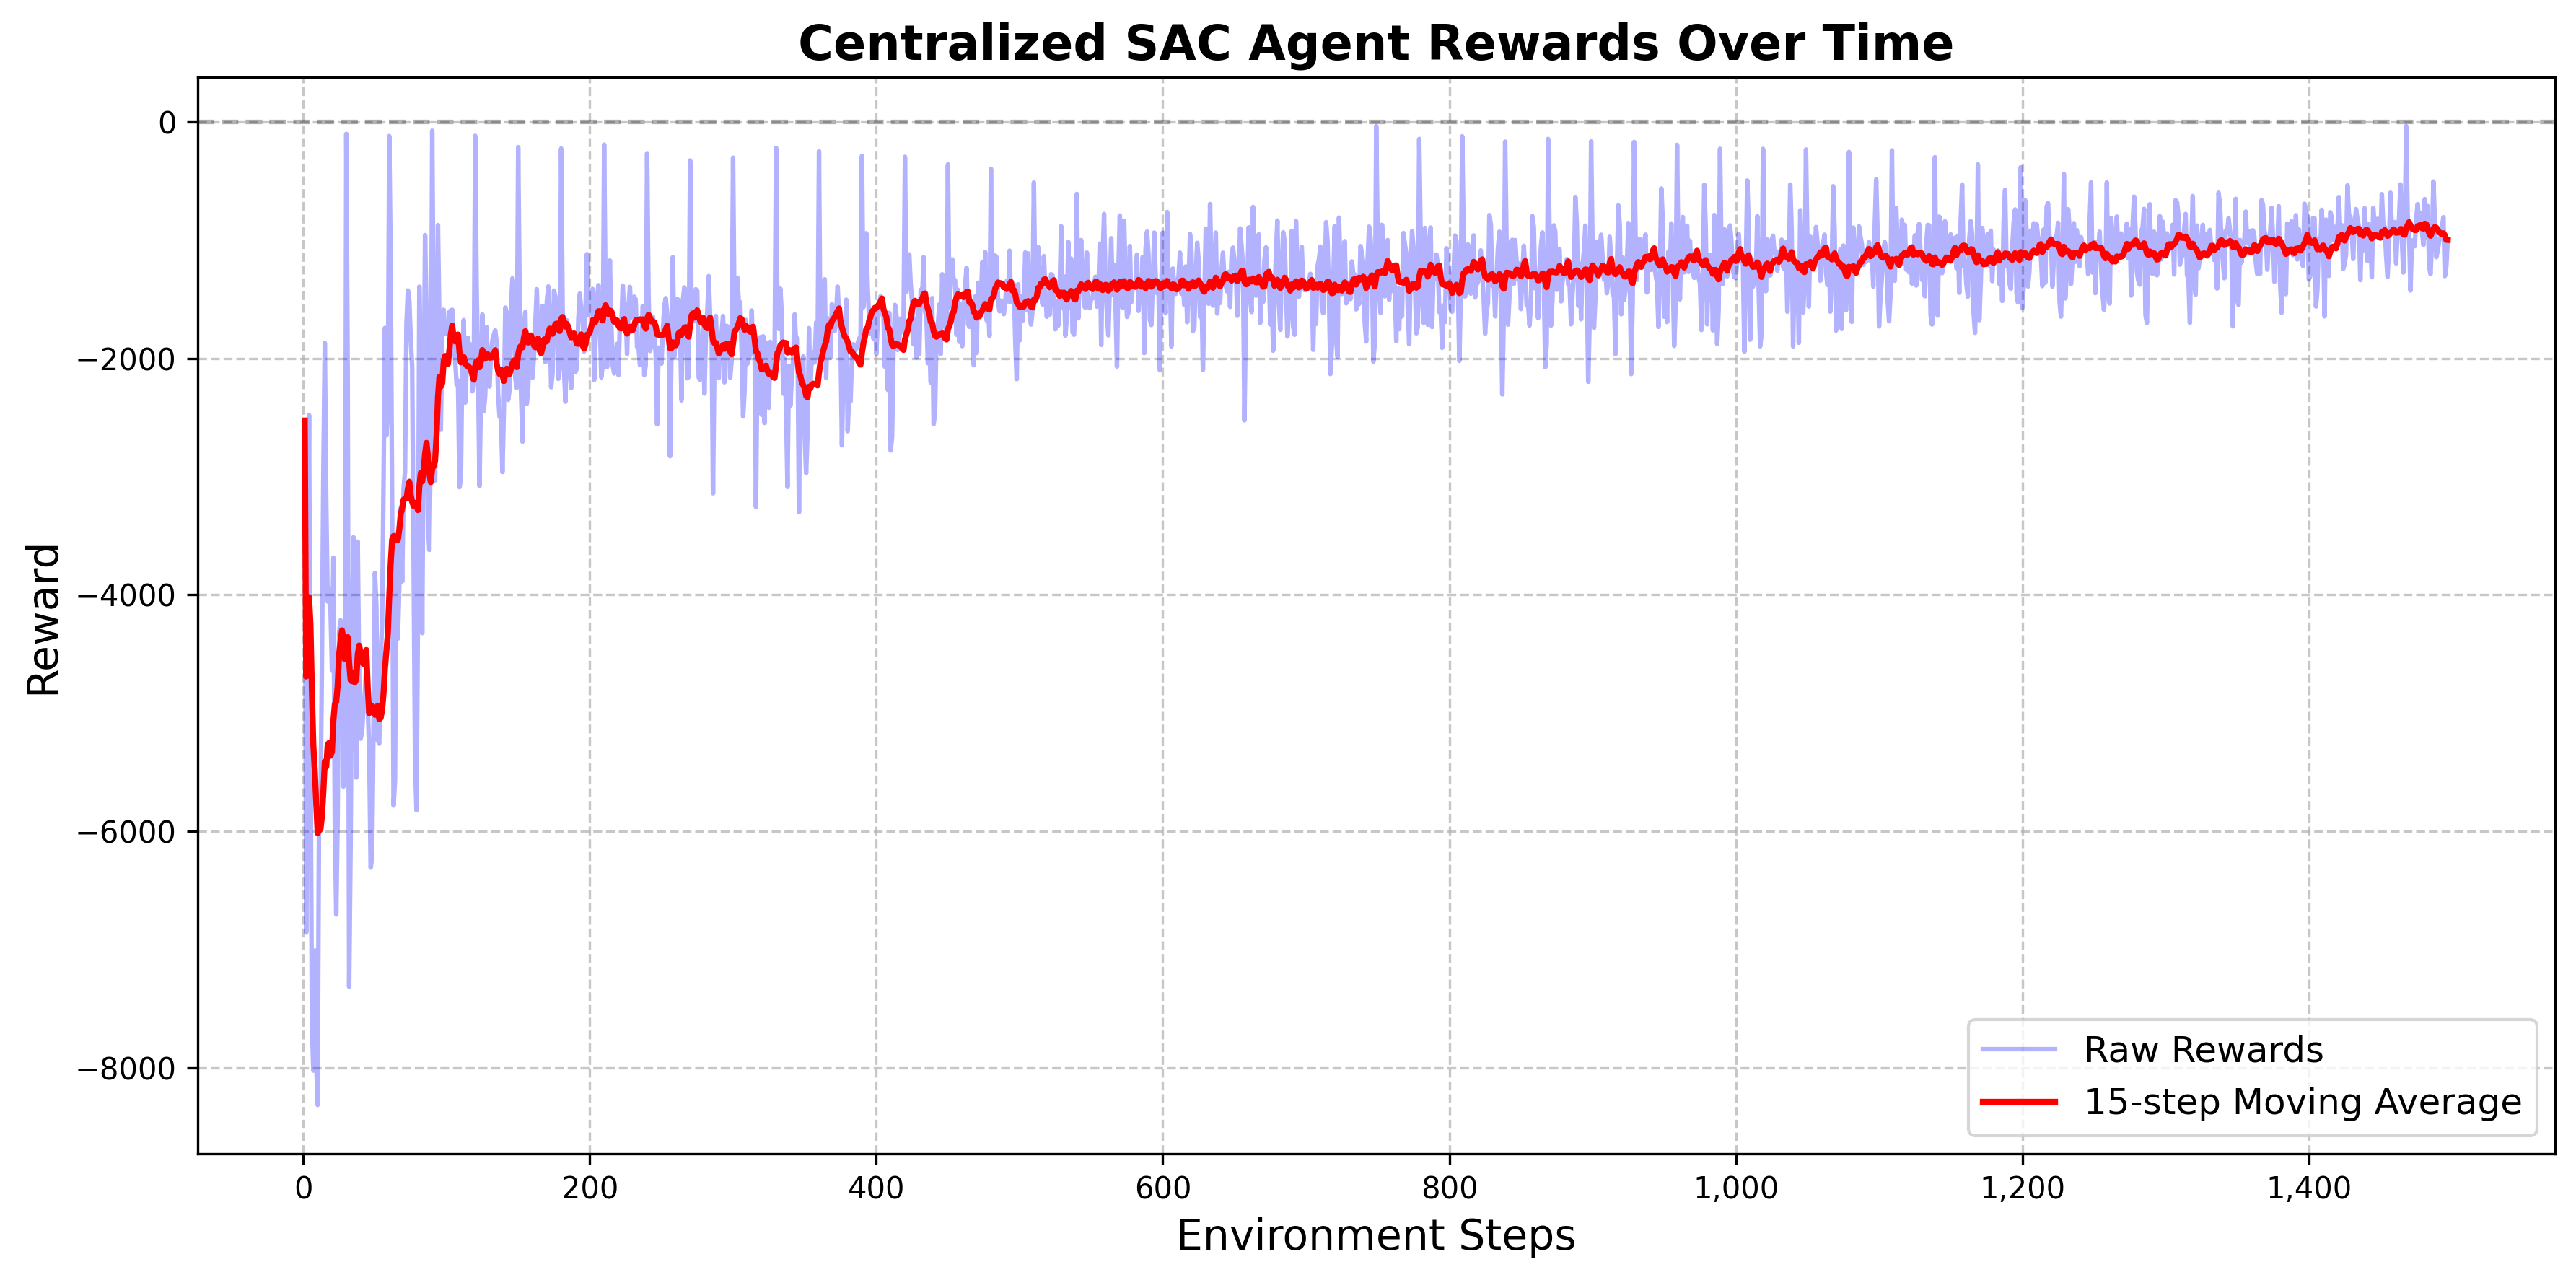 Centralized SAC Agent Rewards Over Time
Reward
0
−2000
−4000
−6000
−8000
0
200
400
600
800
1,000
1,200
1,400
Environment Steps
Raw Rewards
15-step Moving Average